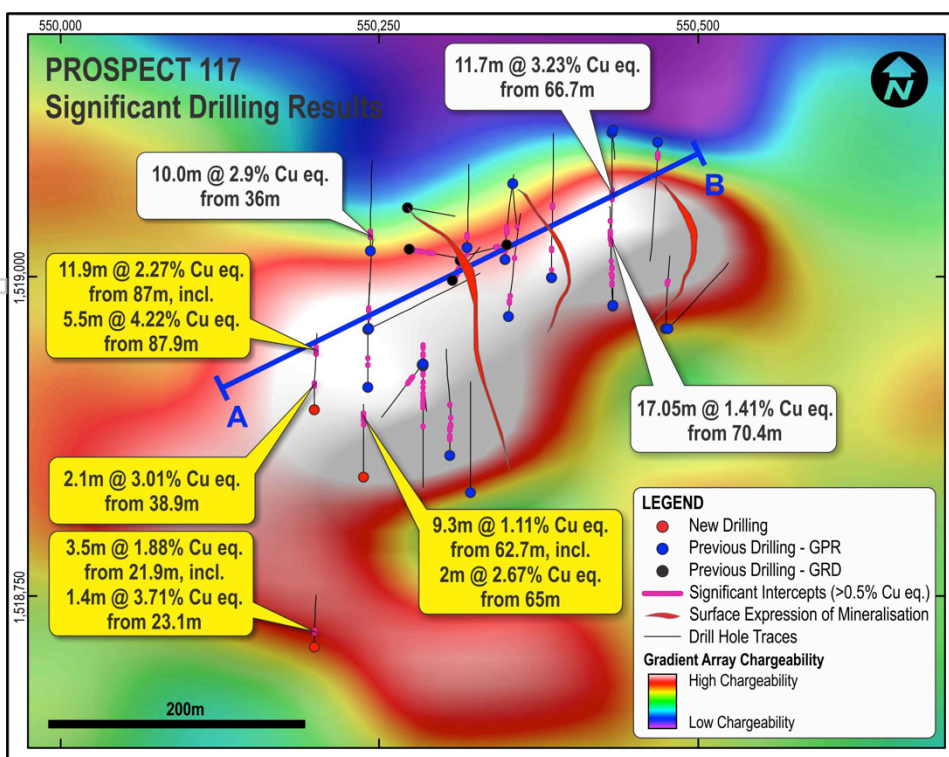 550,000
550,250
550,500
PROSPECT 117
Significant Drilling Results
11.7m @ 3.23% Cu eq.
from 66.7m
N
10.0m @ 2.9% Cu eq.
from 36m
B
1,519,000
11.9m @ 2.27% Cu eq.
from 87m, incl.
5.5m @ 4.22% Cu eq.
from 87.9m
A
17.05m @ 1.41% Cu eq.
from 70.4m
2.1m @ 3.01% Cu eq.
from 38.9m
9.3m @ 1.11% Cu eq.
from 62.7m, incl.
2m @ 2.67% Cu eq.
from 65m
3.5m @ 1.88% Cu eq.
from 21.9m, incl.
1.4m @ 3.71% Cu eq.
from 23.1m
1,518,750
LEGEND
New Drilling
Previous Drilling - GPR
Previous Drilling - GRD
Significant Intercepts (>0.5% Cu eq.)
Surface Expression of Mineralisation
Drill Hole Traces
Gradient Array Chargeability
High Chargeability
Low Chargeability
200m